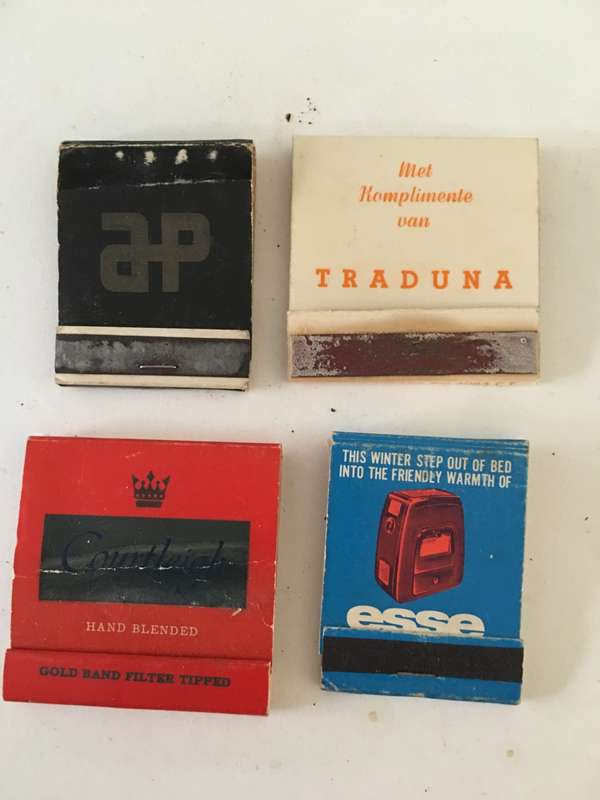 ap
Met
Komplimente
van
TRADUNA
Courtleigh
HAND BLENDED
GOLD BAND FILTER TIPPED
THIS WINTER STEP OUT OF BED
INTO THE FRIENDLY WARMTH OF
esse